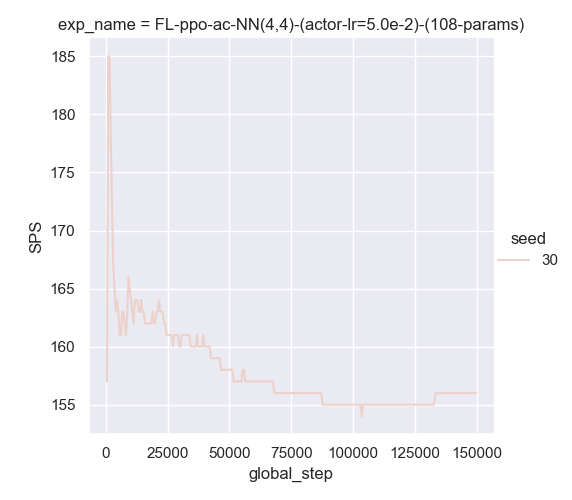 exp_name = FL-ppo-ac-NN(4,4)-(actor-lr=5.0e-2)-(108-params)
185
180
175
170
165
160
155
SPS
0 25000 50000 75000 100000 125000 150000
global_step
seed
30